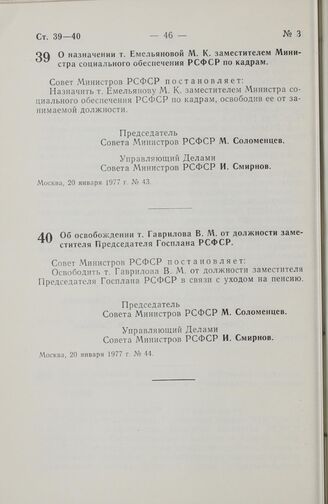 Ст. 39—40 — 46 — № 3
39 О назначении т. Емельяновой М. К. заместителем Мини-
стра социального обеспечения РСФСР по кадрам.
Совет Министров РСФСР постановляет:
Назначить т. Емельянову М. К. заместителем Министра со-
циального обеспечения РСФСР по кадрам, освободив ее от за-
нимаемой должности.
Председатель
Совета Министров РСФСР М. Соломенцев.
Управляющий Делами
Совета Министров РСФСР И. Смирнов.
Москва, 20 января 1977 г. № 43.
40 Об освобождении т. Гаврилова В. М. от должности заме-
стителя Председателя Госплана РСФСР.
Совет Министров РСФСР постановляет:
Освободить т. Гаврилова В. М. от должности заместителя
Председателя Госплана РСФСР в связи с уходом на пенсию.
Председатель
Совета Министров РСФСР М. Соломенцев.
Управляющий Делами
Совета Министров РСФСР И. Смирнов.
Москва, 20 января 1977 г. № 44.